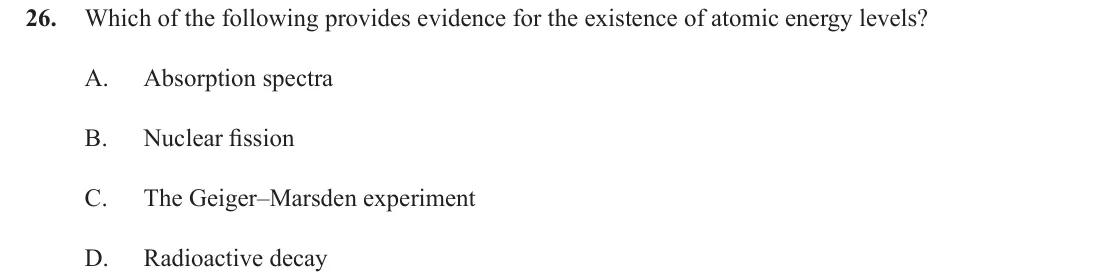 26. Which of the following provides evidence for the existence of atomic energy levels?
A. Absorption spectra
B. Nuclear fission
C. The Geiger–Marsden experiment
D. Radioactive decay